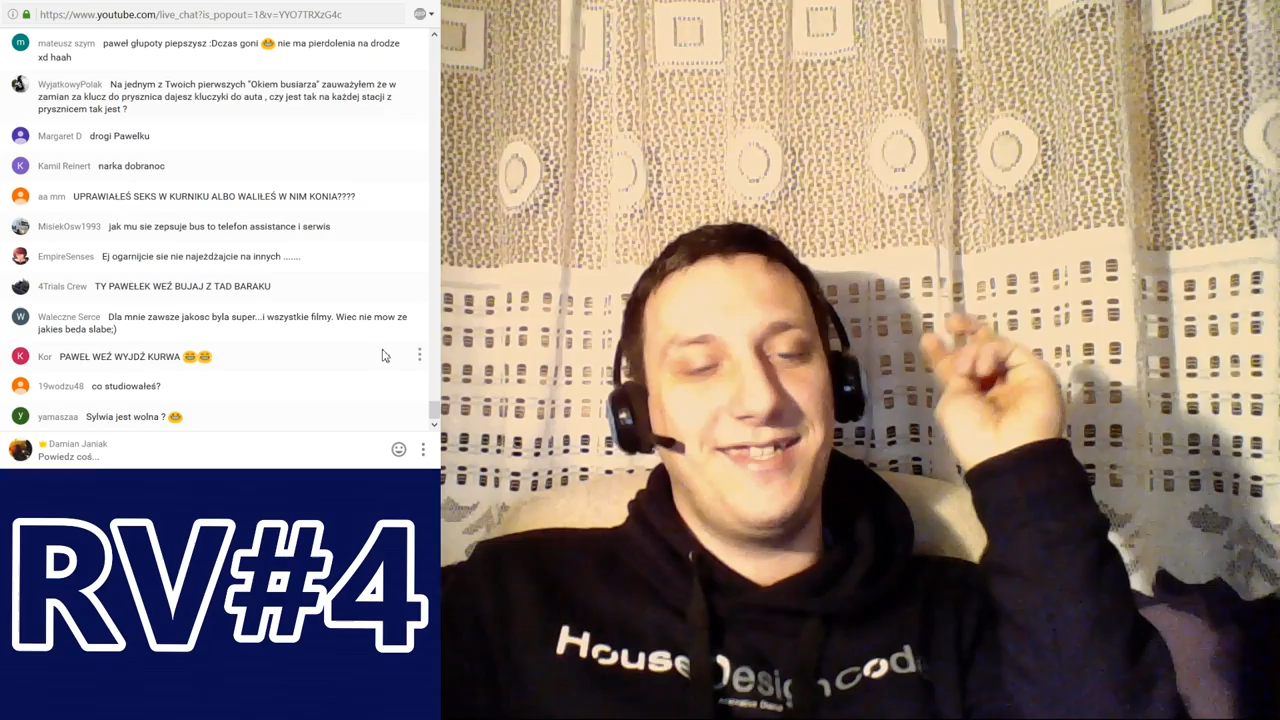 https://www.youtube.com/live_chat?is_popout=1&v=YYO7TRXzG4c
mateusz szym paweł głupoty piepszysz :Dczas goni 😂 nie ma pierdolenia na drodze
xd haah
WyjatkowyPolak Na jednym z Twoich pierwszych "Okiem busiarza" zauważyłem że w
zamian za klucz do prysznica dajesz kluczyki do auta , czy jest tak na każdej stacji z
prysznicem tak jest ?
Margaret D drogi Pawełku
K Kamil Reinert narka dobranoc
aa mm UPRAWIAŁEŚ SEKS W KURNIKU ALBO WALIŁEŚ W NIM KONIA????
MisiekOsw1993 jak mu sie zepsuje bus to telefon assistance i serwis
EmpireSenses Ej ogarnijcie sie nie najeżdżajcie na innych .......
4Trials Crew TY PAWEŁEK WEŹ BUJAJ Z TAD BARAKU
W Waleczne Serce Dla mnie zawsze jakosc byla super...i wszystkie filmy. Wiec nie mow ze
jakies beda slabe;)
K Kor PAWEŁ WEŹ WYJDŹ KURWA 😂😂
19wodzu48 co studiowałeś?
y yamaszaa Sylwia jest wolna ? 😂
Damian Janiak
Powiedz coś...
RV#4
House Design